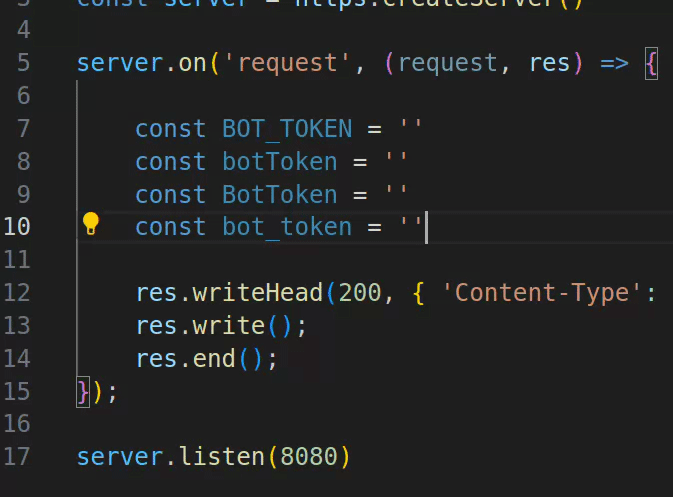 3 const server = https.createServer()
4
5 server.on('request', (request, res) => {
6
7 const BOT_TOKEN = ''
8 const botToken = ''
9 const BotToken = ''
10 const bot_token = ''
11
12 res.writeHead(200, { 'Content-Type':
13 res.write();
14 res.end();
15 });
16
17 server.listen(8080)